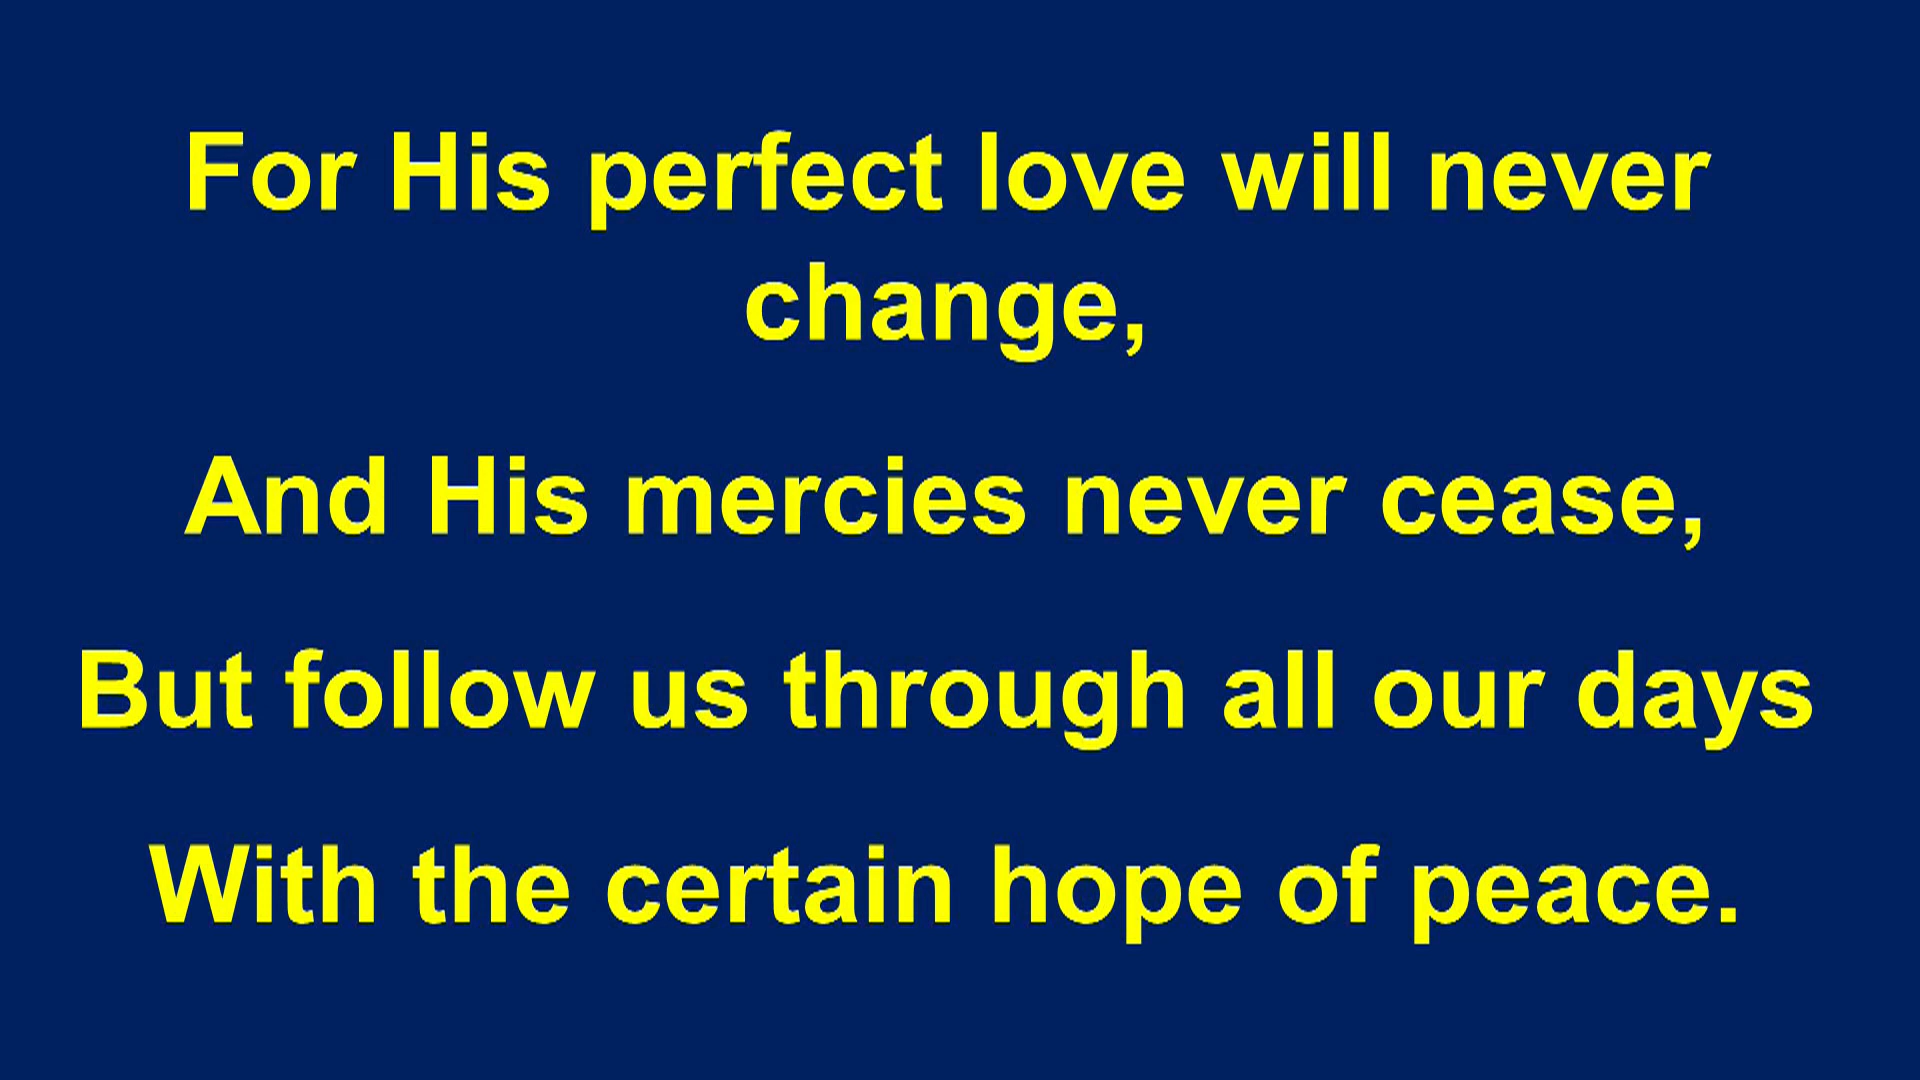 For His perfect love will never
change,
And His mercies never cease,
But follow us through all our days
With the certain hope of peace.